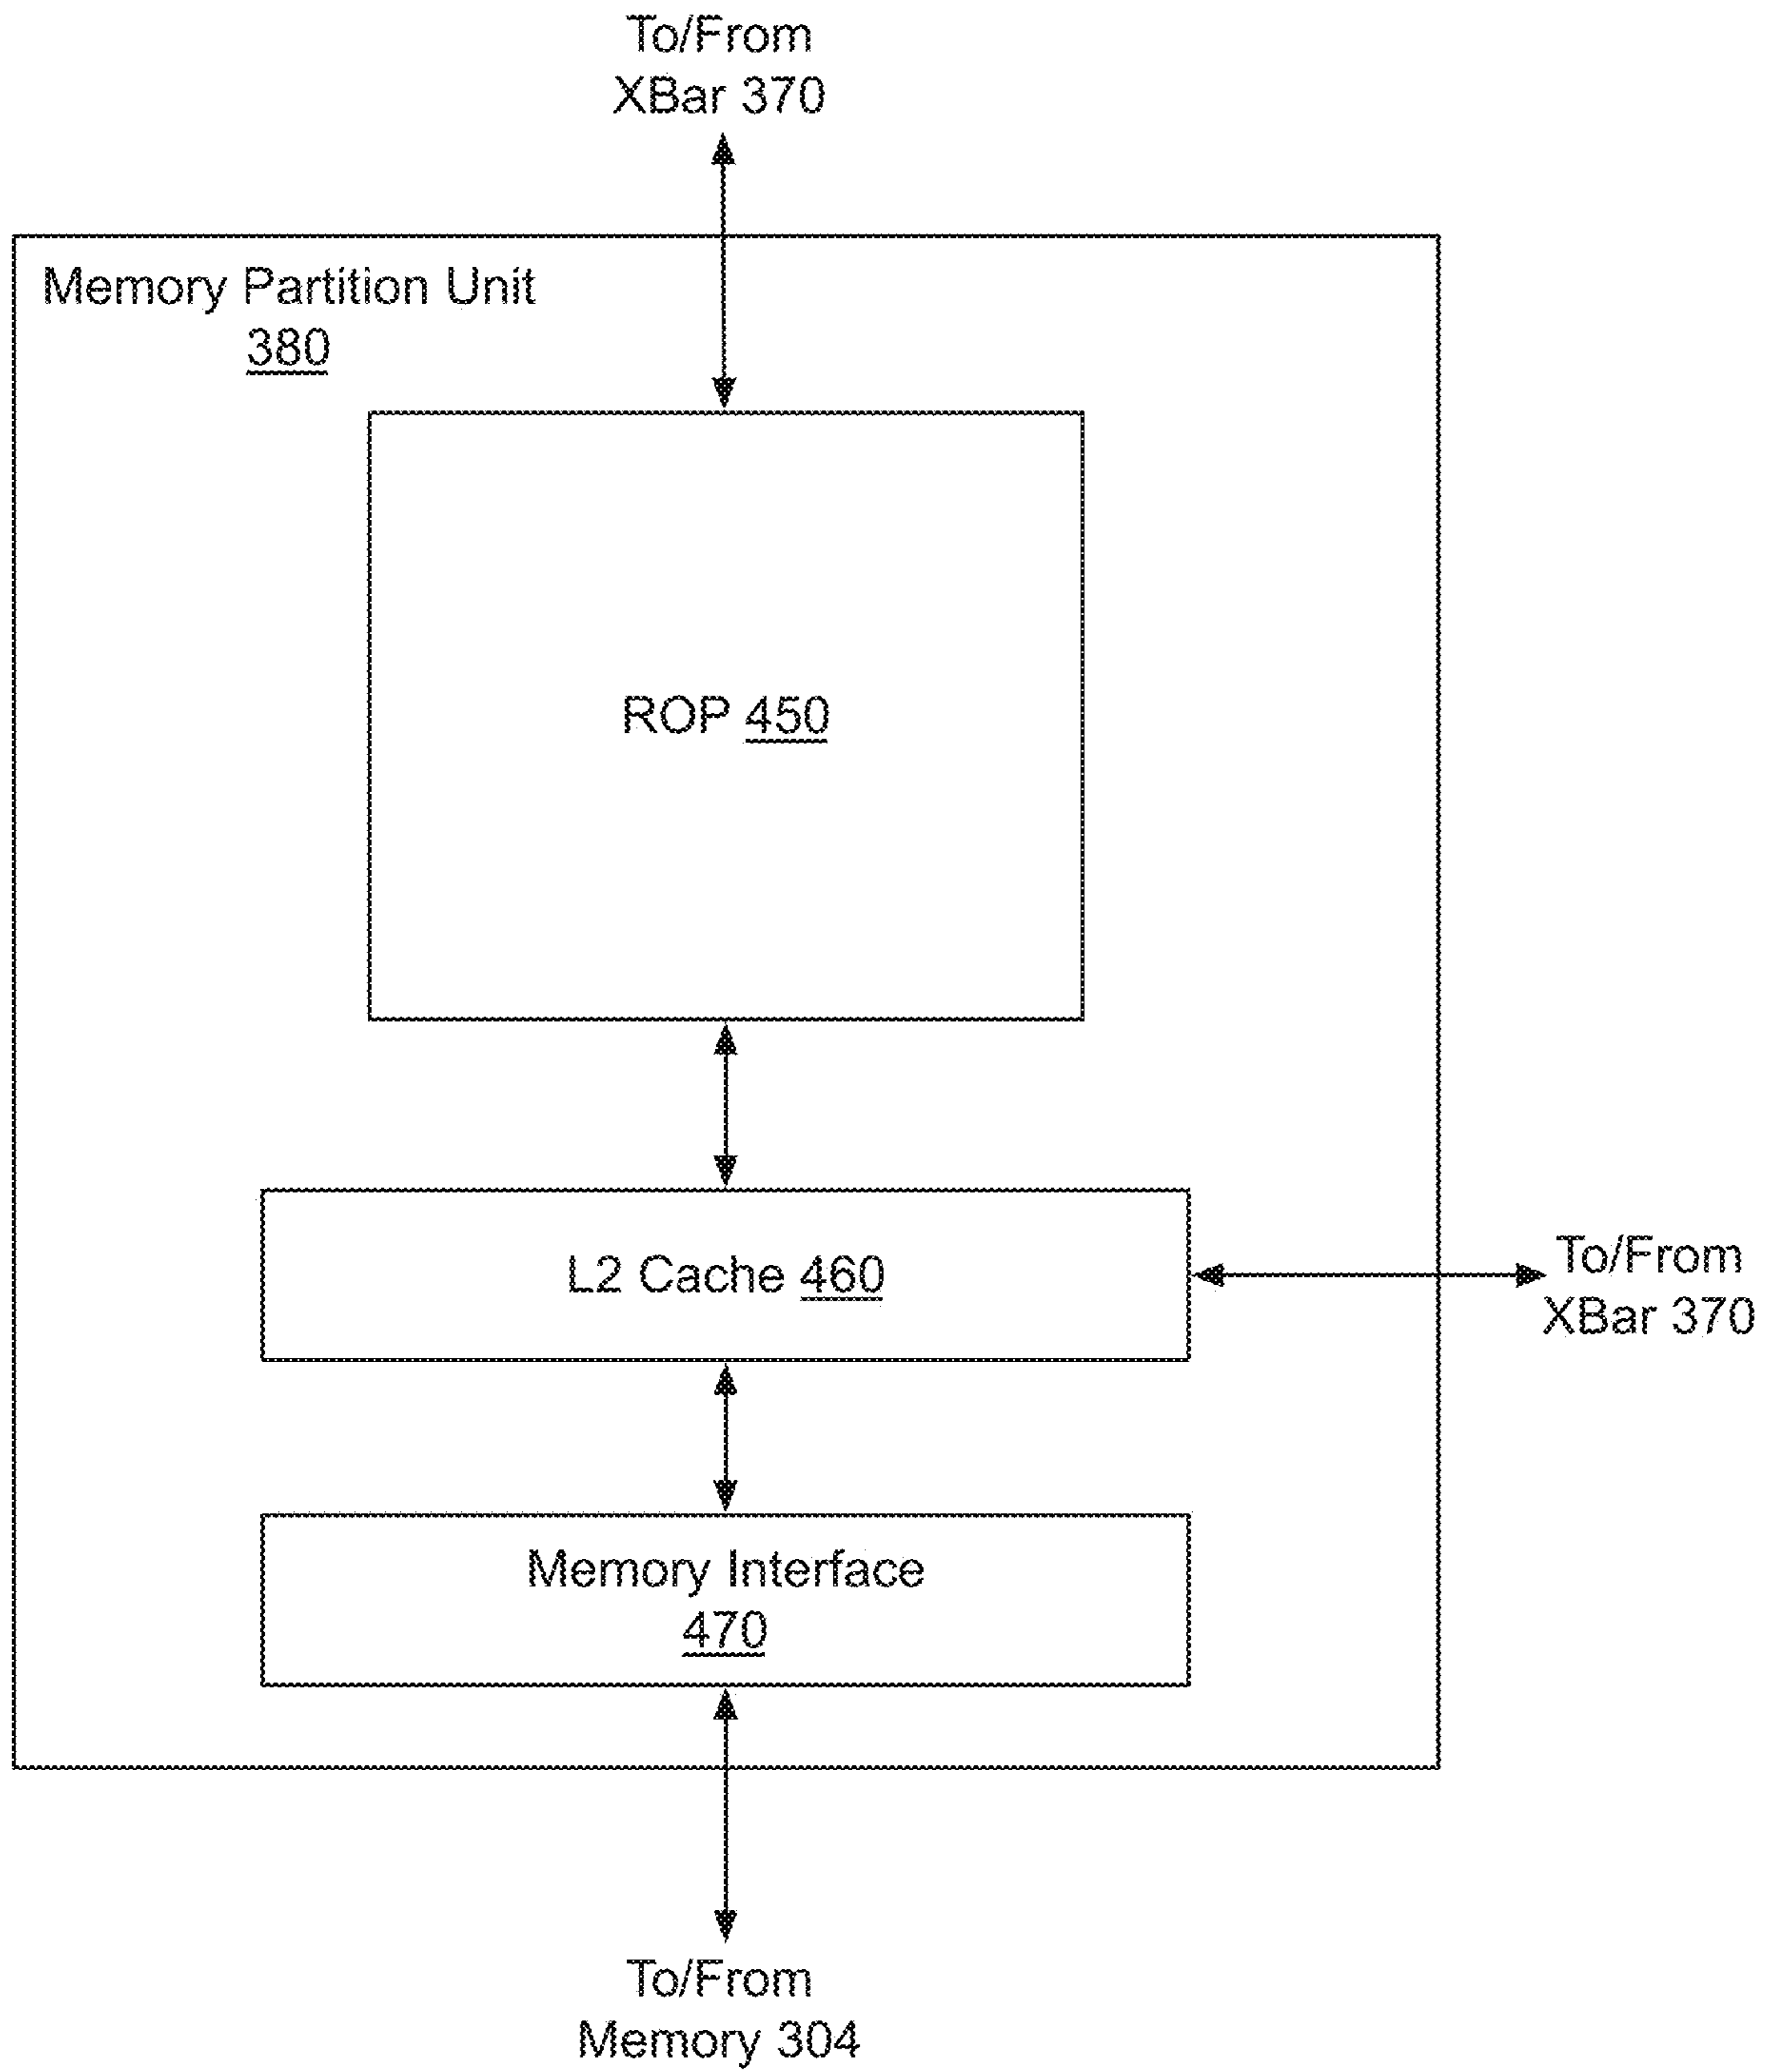 To/From
XBar 370
Memory Partition Unit
380
ROP 450
L2 Cache 460
To/From
XBar 370
Memory Interface
470
To/From
Memory 304